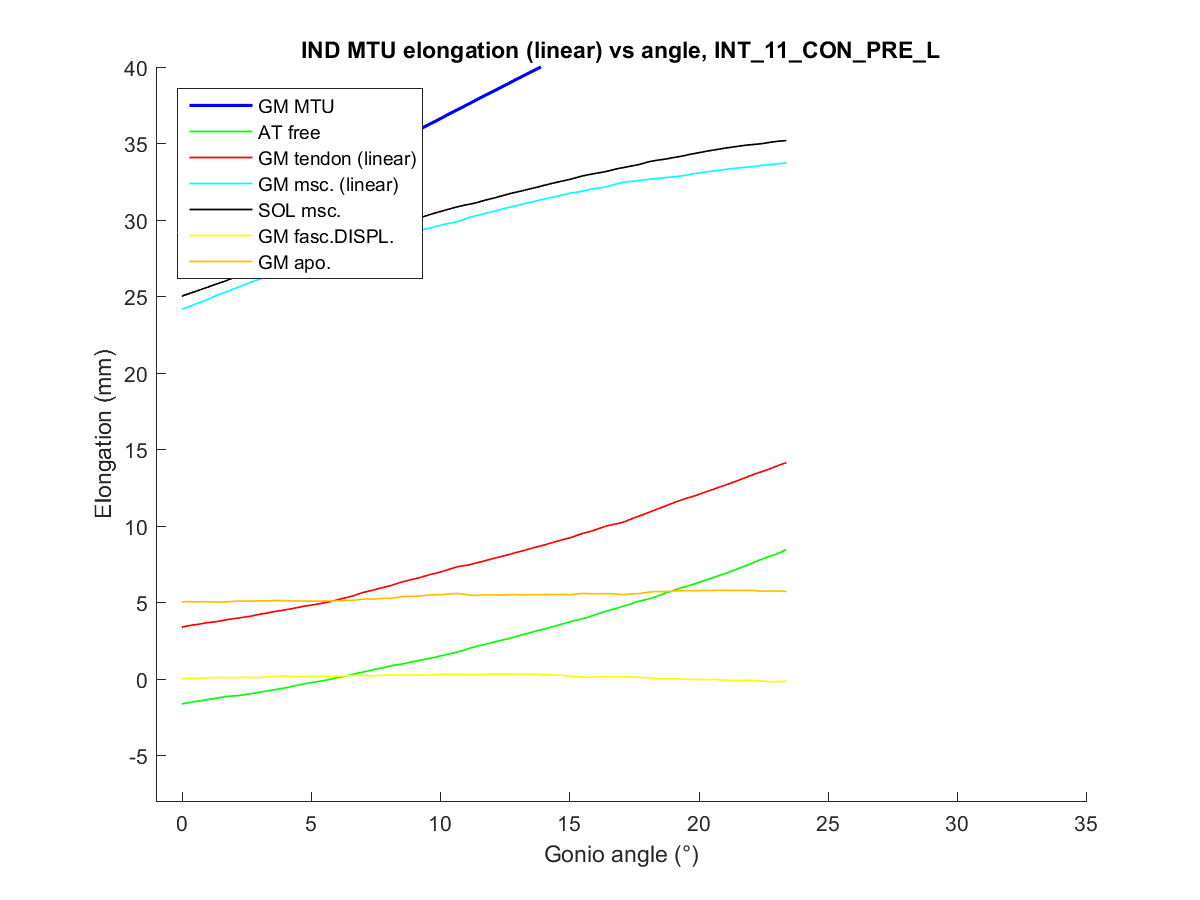 IND MTU elongation (linear) vs angle, INT_11_CON_PRE_L
40
35
30
25
20
15
10
5
0
-5
GM MTU
AT free
GM tendon (linear)
GM msc. (linear)
SOL msc.
GM fasc.DISPL.
GM apo.
Elongation (mm)
0 5 10 15 20 25 30 35
Gonio angle (°)